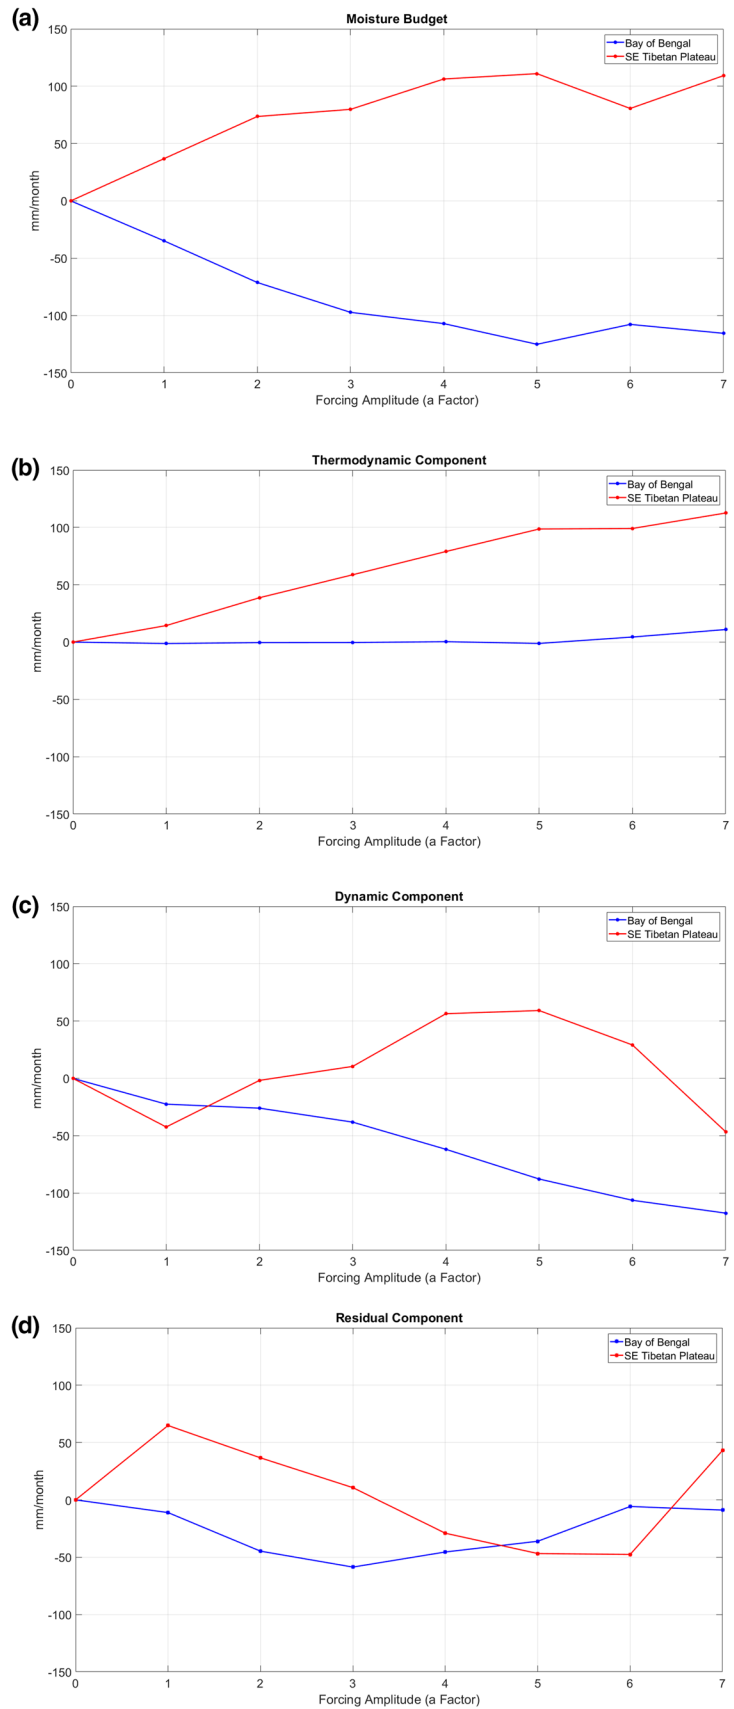 (a)
Moisture Budget
150
100
50
0
-50
-100
-150
mm/month
Bay of Bengal
SE Tibetan Plateau
0 1 2 3 4 5 6 7
Forcing Amplitude (a Factor)
(b)
Thermodynamic Component
150
100
50
0
-50
-100
-150
mm/month
Bay of Bengal
SE Tibetan Plateau
0 1 2 3 4 5 6 7
Forcing Amplitude (a Factor)
(c)
Dynamic Component
150
100
50
0
-50
-100
-150
mm/month
Bay of Bengal
SE Tibetan Plateau
0 1 2 3 4 5 6 7
Forcing Amplitude (a Factor)
(d)
Residual Component
150
100
50
0
-50
-100
-150
mm/month
Bay of Bengal
SE Tibetan Plateau
0 1 2 3 4 5 6 7
Forcing Amplitude (a Factor)